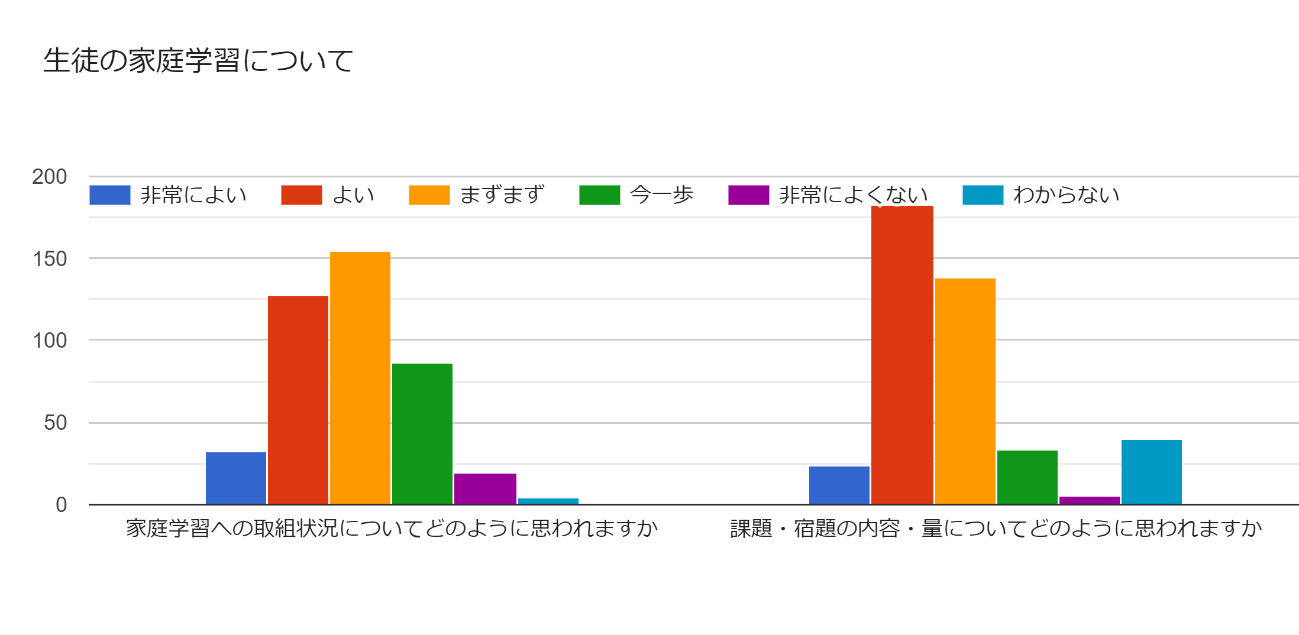 生徒の家庭学習について
200
非常によい よい まずまず 今一歩 非常によくない わからない
150
100
50
0
家庭学習への取組状況についてどのように思われますか 課題・宿題の内容・量についてどのように思われますか